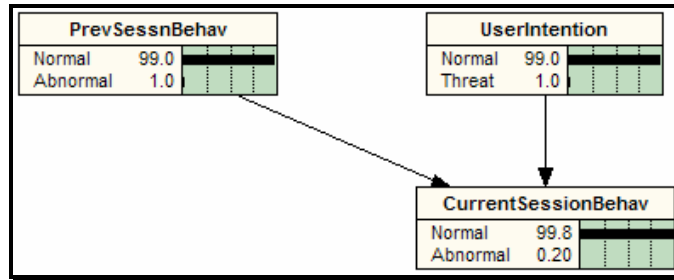 PrevSessnBehav
Normal 99.0
Abnormal 1.0
UserIntention
Normal 99.0
Threat 1.0
CurrentSessionBehav
Normal 99.8
Abnormal 0.20